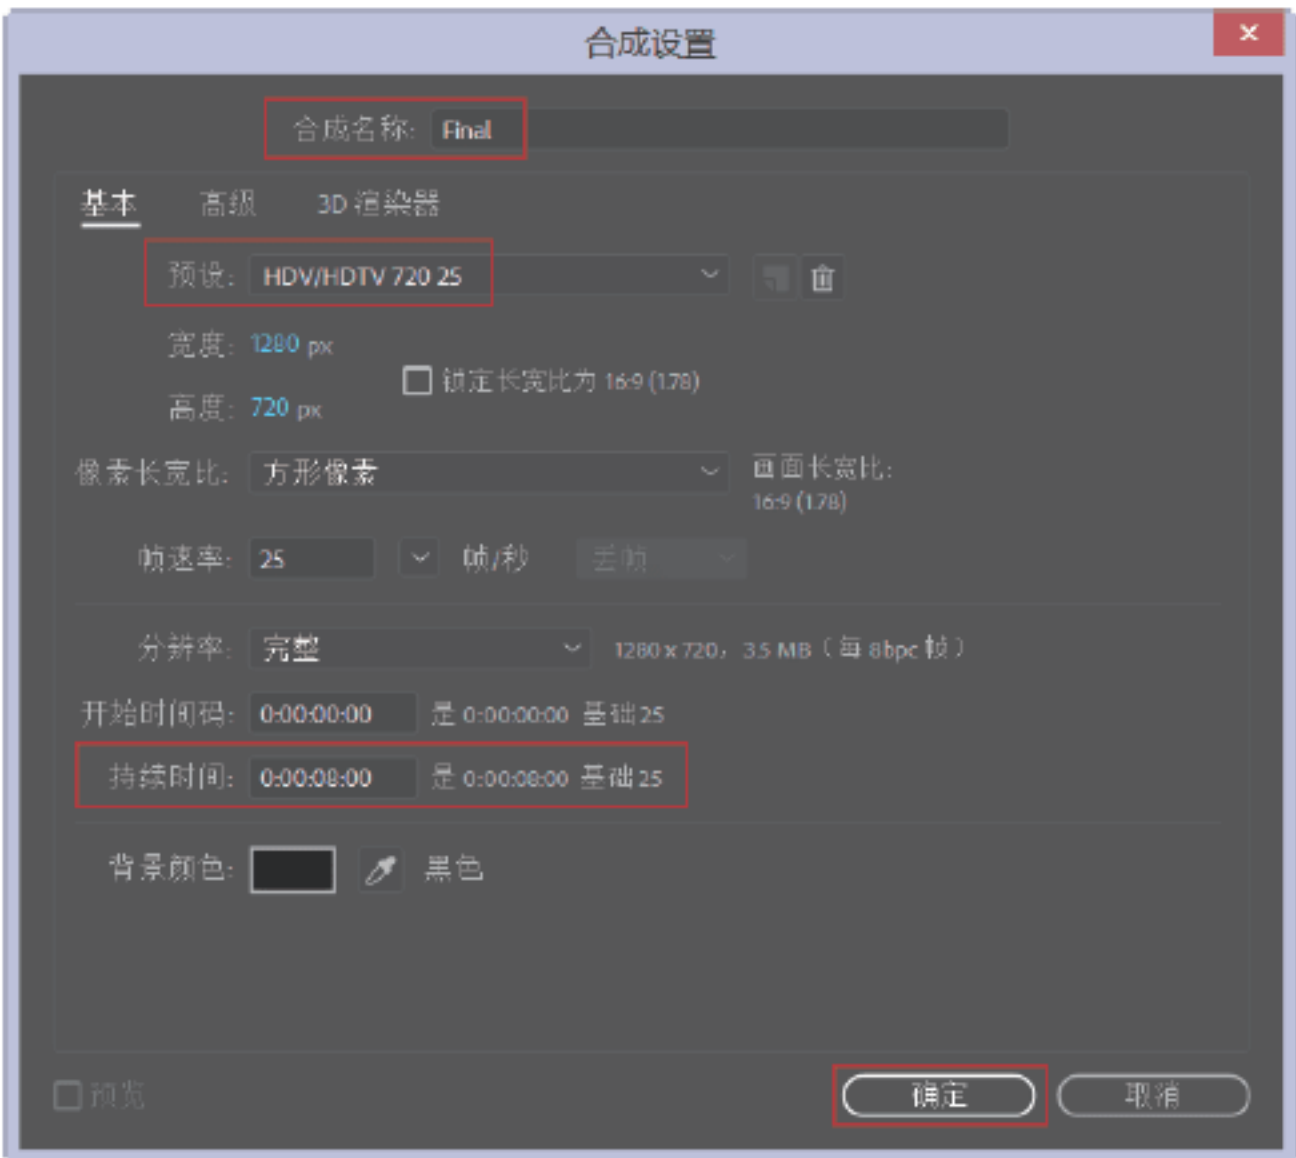 合成设置
合成名称: Final
基本 高级 3D 渲染器
预设: HDV/HDTV 720 25
宽度: 1280 px
锁定长宽比为 16:9 (1.78)
高度: 720 px
像素长宽比: 方形像素 画面长宽比:
16:9 (1.78)
帧速率: 25 帧/秒 丢帧
分辨率: 完整 1280 x 720，3.5 MB（每 8bpc 帧）
开始时间码: 0:00:00:00 是 0:00:00:00 基础 25
持续时间: 0:00:08:00 是 0:00:08:00 基础 25
背景颜色: 黑色
预览 确定 取消